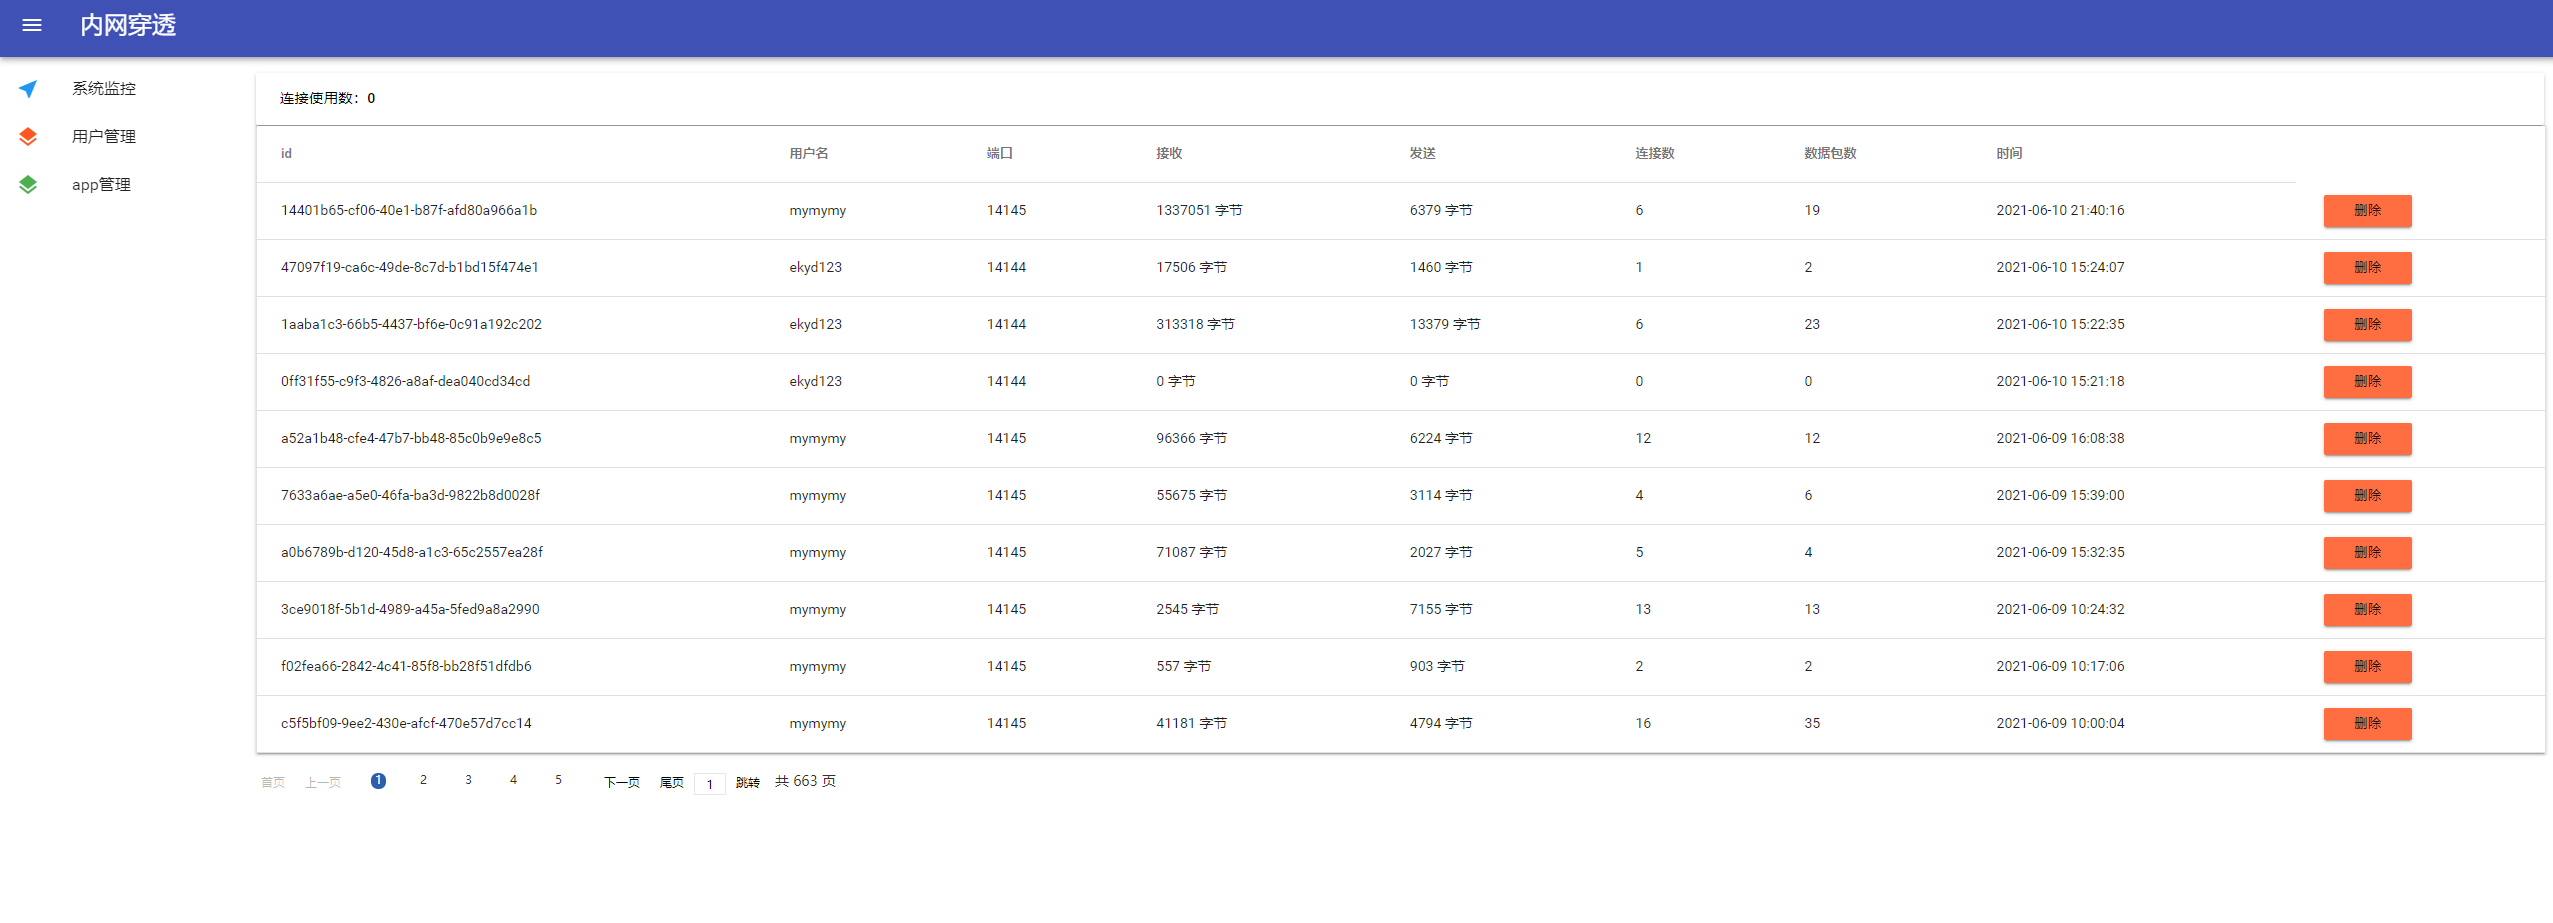 内网穿透
系统监控
用户管理
app管理
连接使用数：0
id 用户名 端口 接收 发送 连接数 数据包数 时间
14401b65-cf06-40e1-b87f-afd80a966a1b mymymy 14145 1337051 字节 6379 字节 6 19 2021-06-10 21:40:16 删除
47097f19-ca6c-49de-8c7d-b1bd15f474e1 ekyd123 14144 17506 字节 1460 字节 1 2 2021-06-10 15:24:07 删除
1aaba1c3-66b5-4437-bf6e-0c91a192c202 ekyd123 14144 313318 字节 13379 字节 6 23 2021-06-10 15:22:35 删除
0ff31f55-c9f3-4826-a8af-dea040cd34cd ekyd123 14144 0 字节 0 字节 0 0 2021-06-10 15:21:18 删除
a52a1b48-cfe4-47b7-bb48-85c0b9e9e8c5 mymymy 14145 96366 字节 6224 字节 12 12 2021-06-09 16:08:38 删除
7633a6ae-a5e0-46fa-ba3d-9822b8d0028f mymymy 14145 55675 字节 3114 字节 4 6 2021-06-09 15:39:00 删除
a0b6789b-d120-45d8-a1c3-65c2557ea28f mymymy 14145 71087 字节 2027 字节 5 4 2021-06-09 15:32:35 删除
3ce9018f-5b1d-4989-a45a-5fed9a8a2990 mymymy 14145 2545 字节 7155 字节 13 13 2021-06-09 10:24:32 删除
f02fea66-2842-4c41-85f8-bb28f51dfdb6 mymymy 14145 557 字节 903 字节 2 2 2021-06-09 10:17:06 删除
c5f5bf09-9ee2-430e-afcf-470e57d7cc14 mymymy 14145 41181 字节 4794 字节 16 35 2021-06-09 10:00:04 删除
首页 上一页 1 2 3 4 5 下一页 尾页 1 跳转 共 663 页